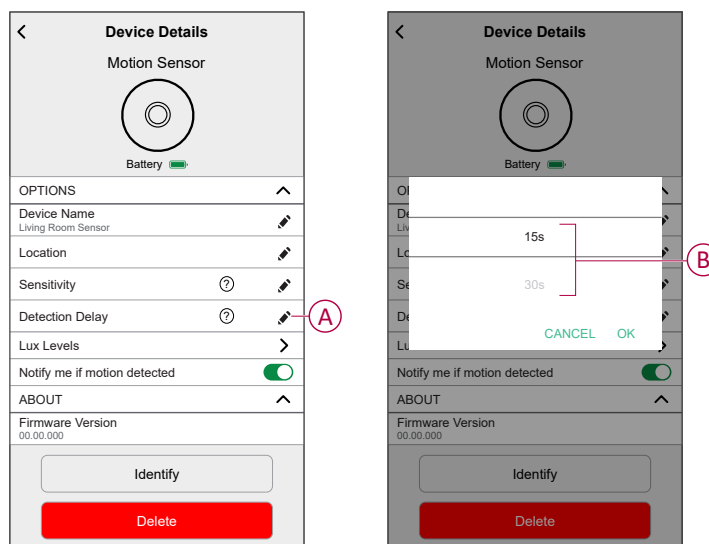 Device Details
Motion Sensor
Battery
OPTIONS
Device Name
Living Room Sensor
Location
Sensitivity ?
Detection Delay ?
A
Lux Levels
Notify me if motion detected
ABOUT
Firmware Version
00.00.000
Identify
Delete
Device Details
Motion Sensor
Battery
15s
30s
B
CANCEL OK
Notify me if motion detected
ABOUT
Firmware Version
00.00.000
Identify
Delete